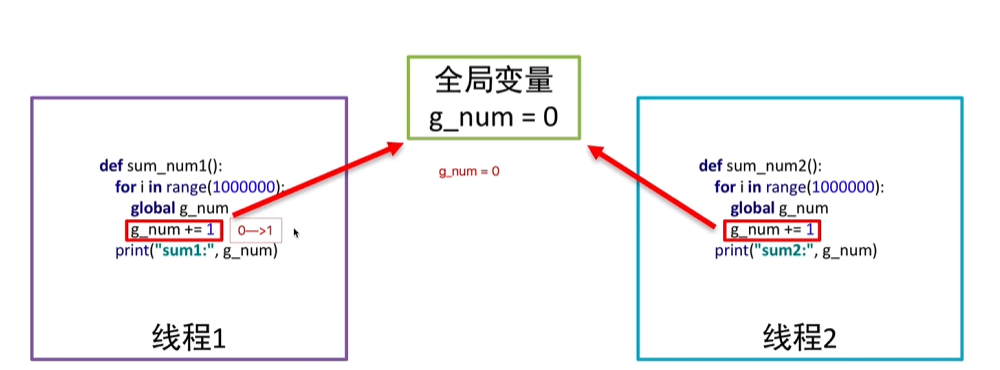 全局变量
g_num = 0
g_num = 0
def sum_num1():
for i in range(1000000):
global g_num
g_num += 1 0—>1
print("sum1:", g_num)
线程1
def sum_num2():
for i in range(1000000):
global g_num
g_num += 1
print("sum2:", g_num)
线程2